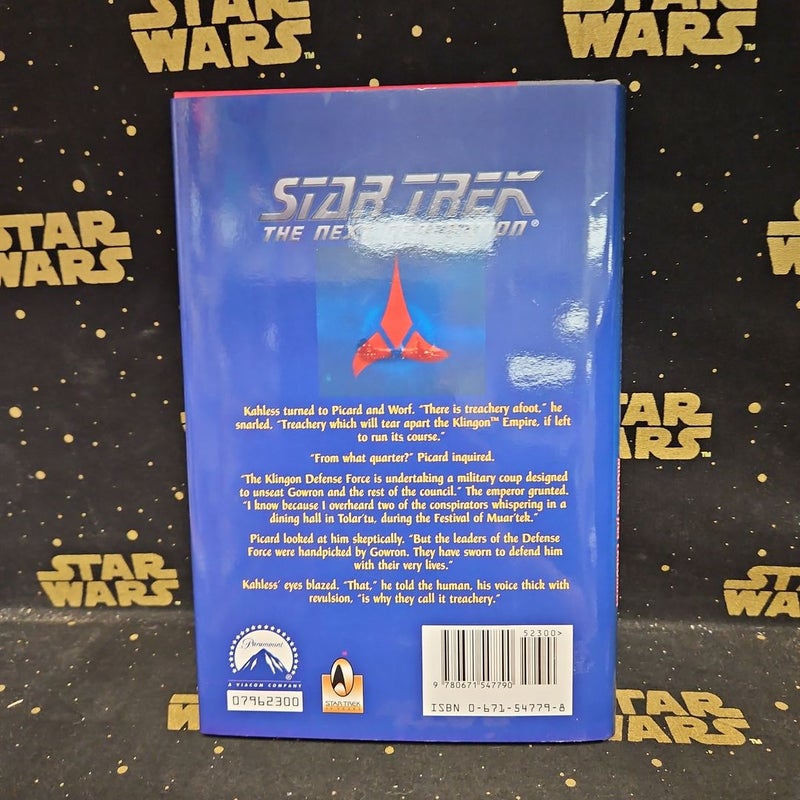 STAR WARS™
STAR WARS™
STAR WARS
STAR TREK
THE NEXT GENERATION®
Kahless turned to Picard and Worf. "There is treachery afoot," he
snarled, "Treachery which will tear apart the Klingon™ Empire, if left
to run its course."
"From what quarter?" Picard inquired.
"The Klingon Defense Force is undertaking a military coup designed
to unseat Gowron and the rest of the council." The emperor grunted.
"I know because I overheard two of the conspirators whispering in a
dining hall in Tolar'tu, during the Festival of Muar'tek."
Picard looked at him skeptically. "But the leaders of the Defense
Force were handpicked by Gowron. They have sworn to defend him
with their very lives."
Kahless' eyes blazed. "That," he told the human, his voice thick with
revulsion, "is why they call it treachery."
STAR WARS
STAR WARS
STAR WARS
Paramount
A VIACOM COMPANY
07962300
STAR TREK
52300>
9 780671 547790
ISBN 0-671-54779-8
STAR WARS